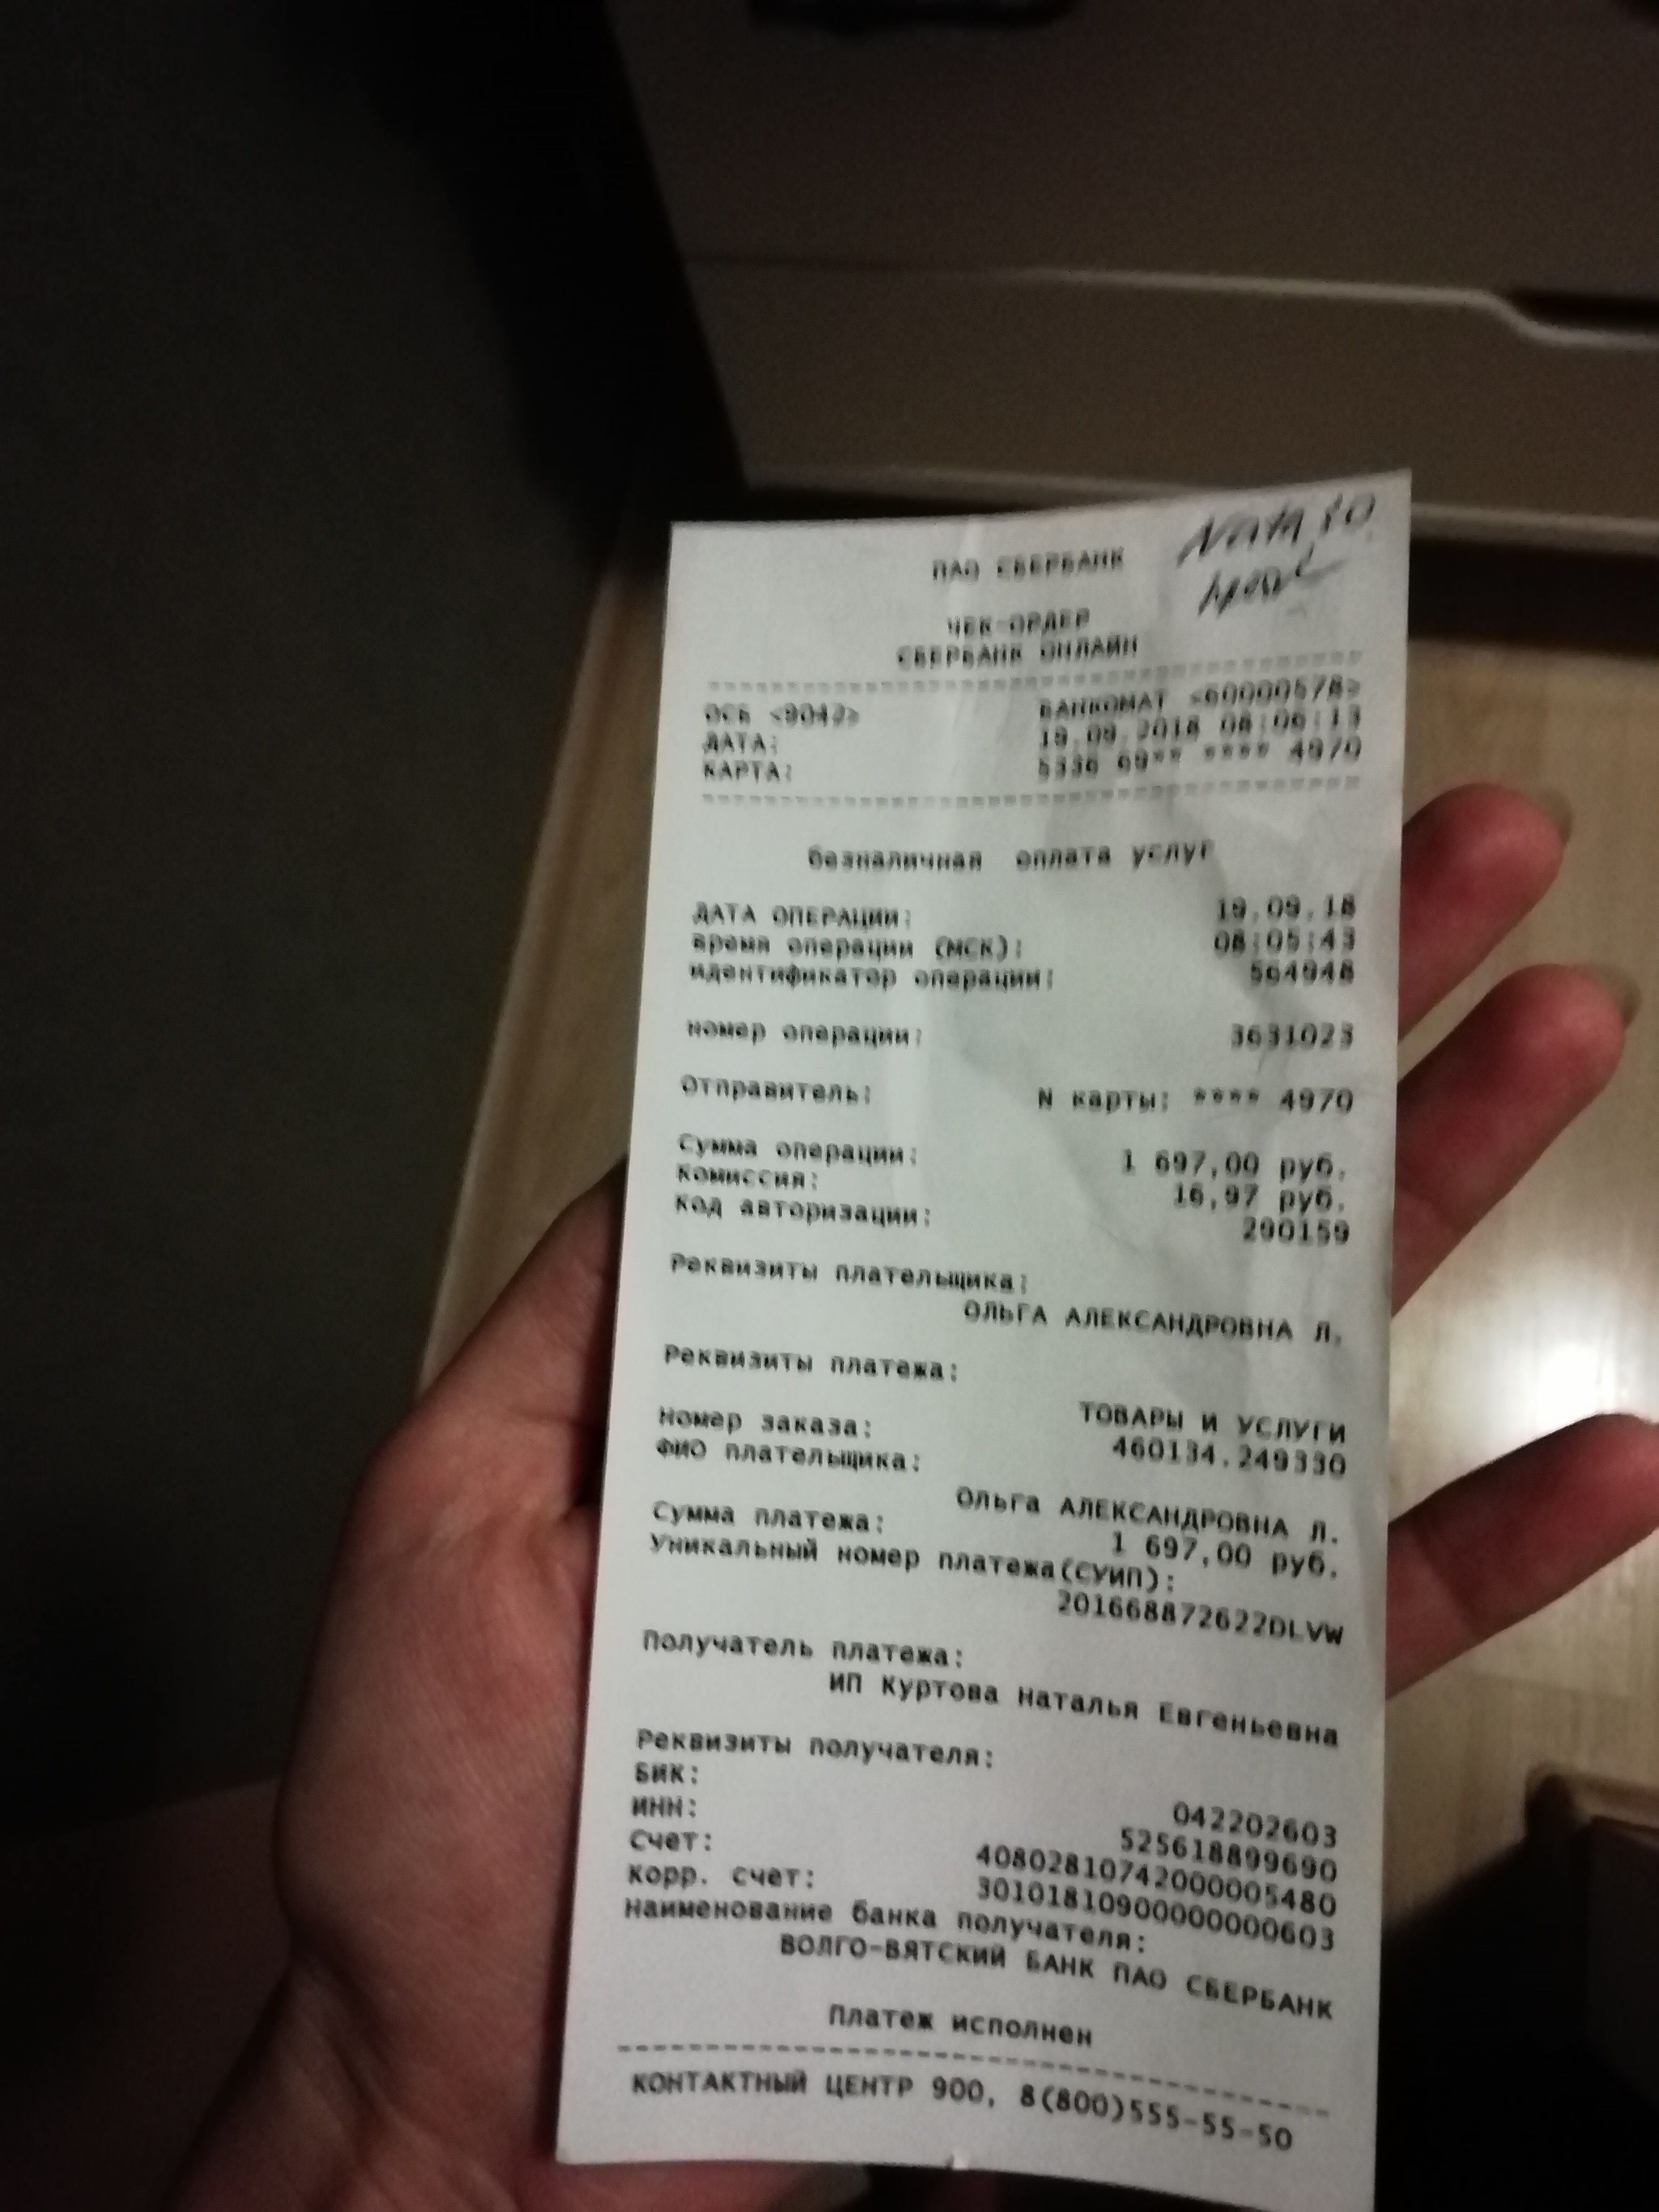 ПАО СБЕРБАНК
ЧЕК-ОРДЕР
СБЕРБАНК ОНЛАЙН
ОСБ <9042> БАНКОМАТ <60000578>
ДАТА: 19.09.2018 08:06:13
КАРТА: 5336 69** **** 4970
безналичная оплата услуг
ДАТА ОПЕРАЦИИ: 19.09.18
время операции (МСК): 08:05:43
идентификатор операции: 564948
номер операции: 3631023
Отправитель: N карты: **** 4970
Сумма операции: 1 697,00 руб.
Комиссия: 16,97 руб.
Код авторизации: 290159
Реквизиты плательщика:
ОЛЬГА АЛЕКСАНДРОВНА Л.
Реквизиты платежа:
ТОВАРЫ И УСЛУГИ
Номер заказа: 460134.249330
ФИО плательщика:
ОЛьга АЛЕКСАНДРОВНА Л.
Сумма платежа: 1 697,00 руб.
Уникальный номер платежа(СУИП):
201668872622DLVW
Получатель платежа:
ИП Куртова Наталья Евгеньевна
Реквизиты получателя:
БИК: 042202603
ИНН: 525618899690
Счет: 40802810742000005480
Корр. счет: 30101810900000000603
Наименование банка получателя:
ВОЛГО-ВЯТСКИЙ БАНК ПАО СБЕРБАНК
Платеж исполнен
КОНТАКТНЫЙ ЦЕНТР 900, 8(800)555-55-50